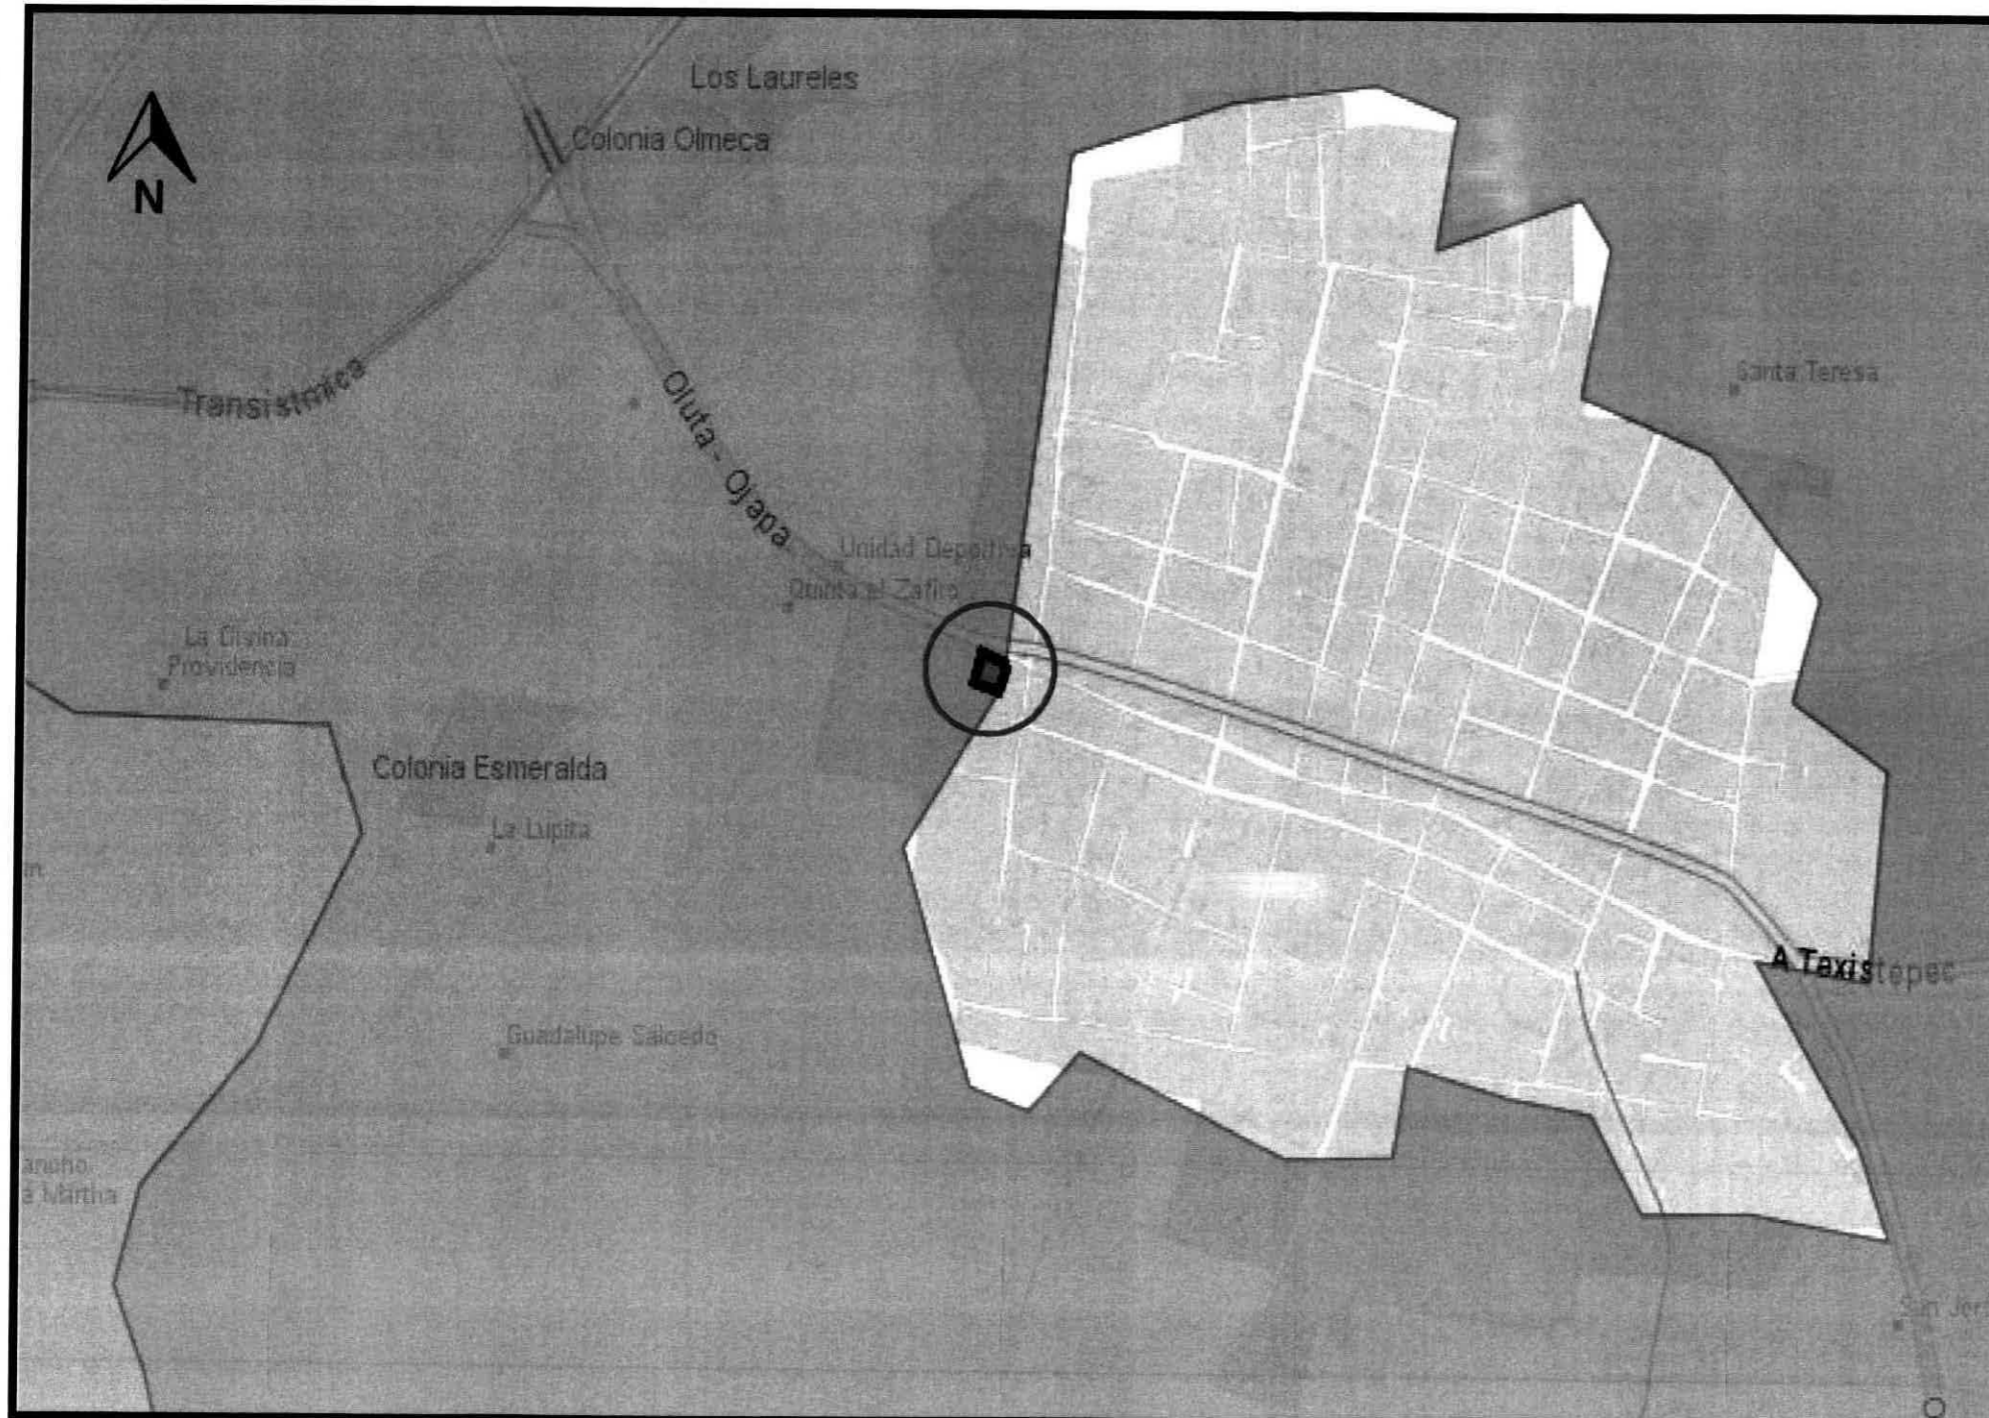 Los Laureles
Colonia Olmeca
N
Transistmica
Oluta - Ojapa
Santa Teresa
Unidad Deportiva
Quinta el Zafiro
La Divina
Providencia
Colonia Esmeralda
La Lupita
A Texistepec
Guadalupe Salcedo